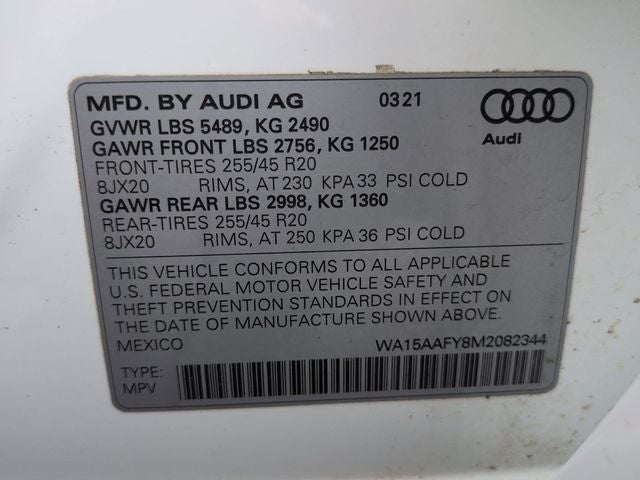 MFD. BY AUDI AG 0321
GVWR LBS 5489, KG 2490
GAWR FRONT LBS 2756, KG 1250
FRONT-TIRES 255/45 R20
8JX20 RIMS, AT 230 KPA 33 PSI COLD
GAWR REAR LBS 2998, KG 1360
REAR-TIRES 255/45 R20
8JX20 RIMS, AT 250 KPA 36 PSI COLD
Audi
THIS VEHICLE CONFORMS TO ALL APPLICABLE
U.S. FEDERAL MOTOR VEHICLE SAFETY AND
THEFT PREVENTION STANDARDS IN EFFECT ON
THE DATE OF MANUFACTURE SHOWN ABOVE.
MEXICO WA15AAFY8M2082344
TYPE:
MPV